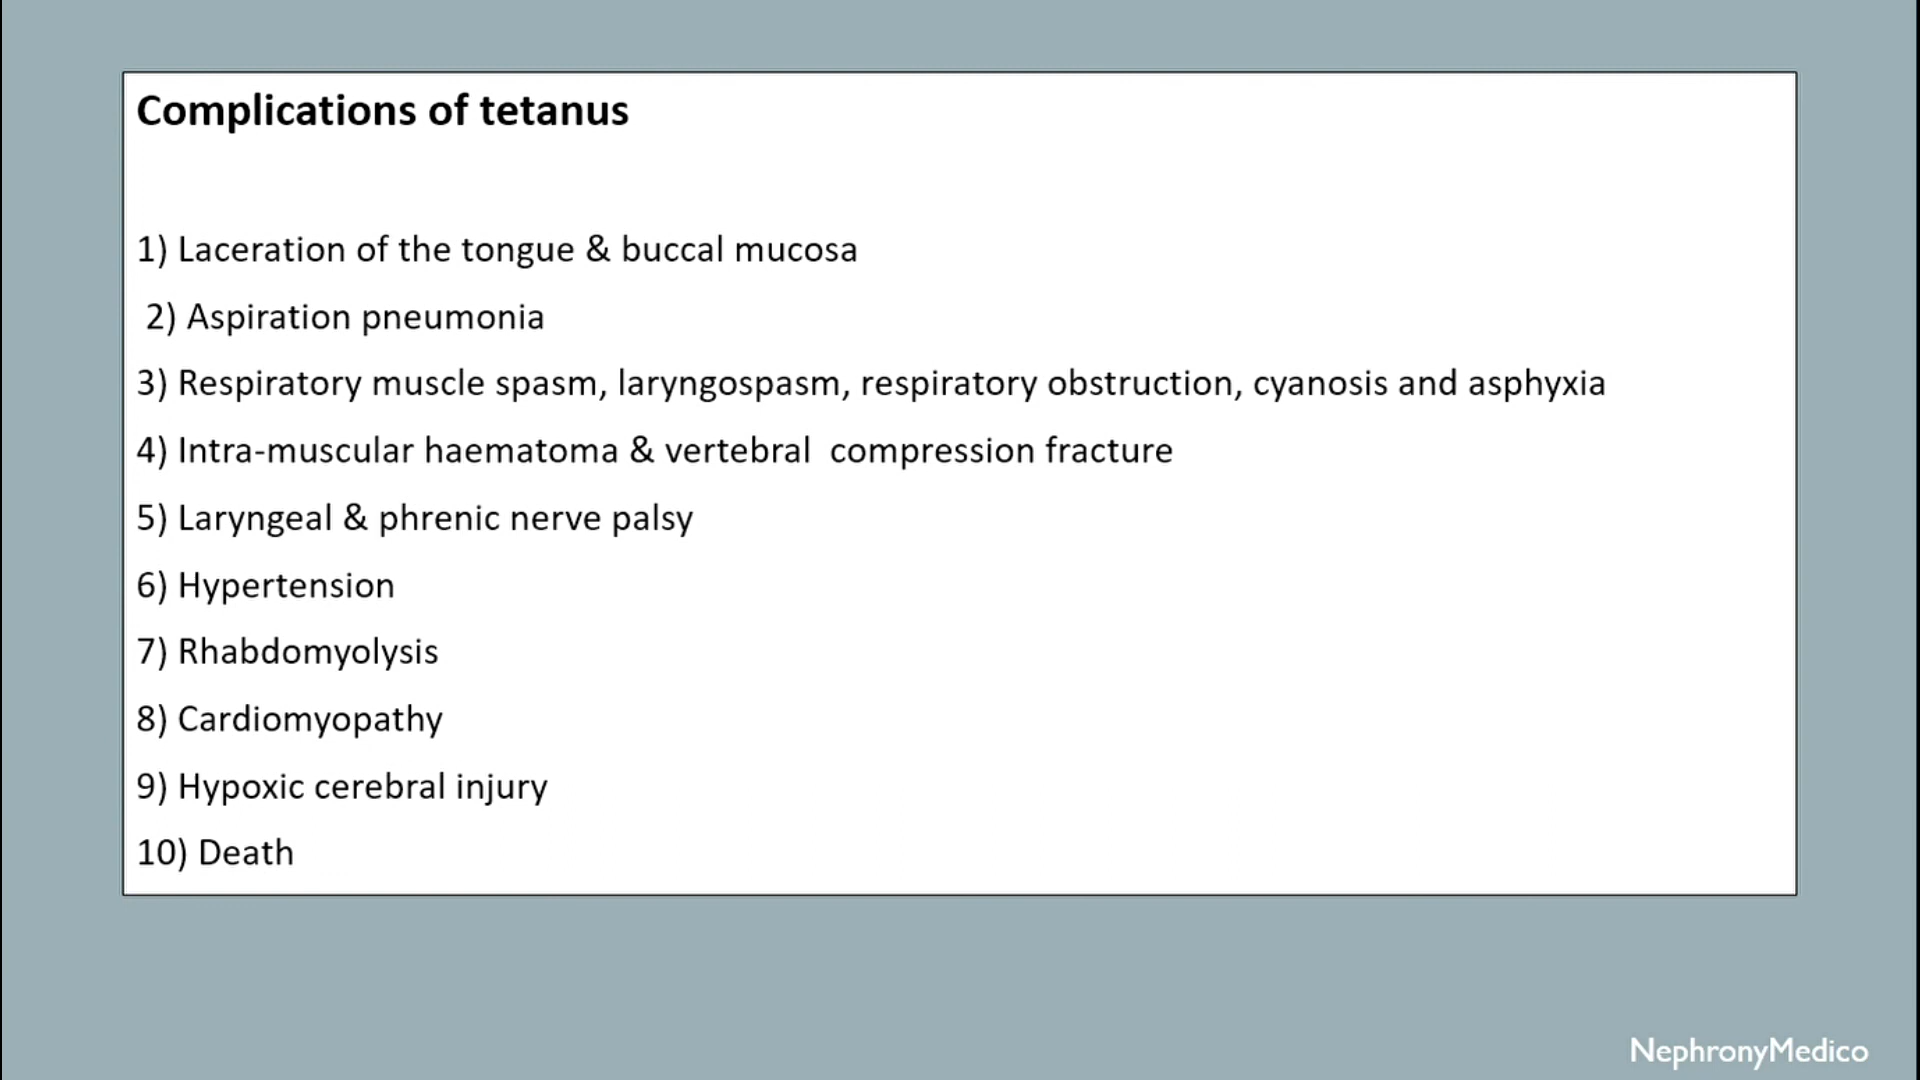 Complications of tetanus
1) Laceration of the tongue & buccal mucosa
2) Aspiration pneumonia
3) Respiratory muscle spasm, laryngospasm, respiratory obstruction, cyanosis and asphyxia
4) Intra-muscular haematoma & vertebral  compression fracture
5) Laryngeal & phrenic nerve palsy
6) Hypertension
7) Rhabdomyolysis
8) Cardiomyopathy
9) Hypoxic cerebral injury
10) Death
NephronyMedico